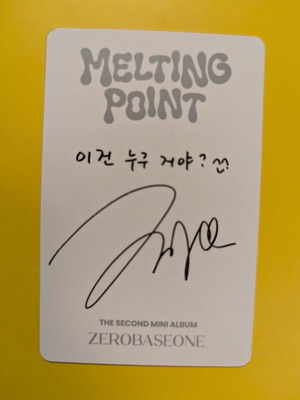 MELTING
POINT
이건 누구 거야? ^^
THE SECOND MINI ALBUM
ZEROBASEONE